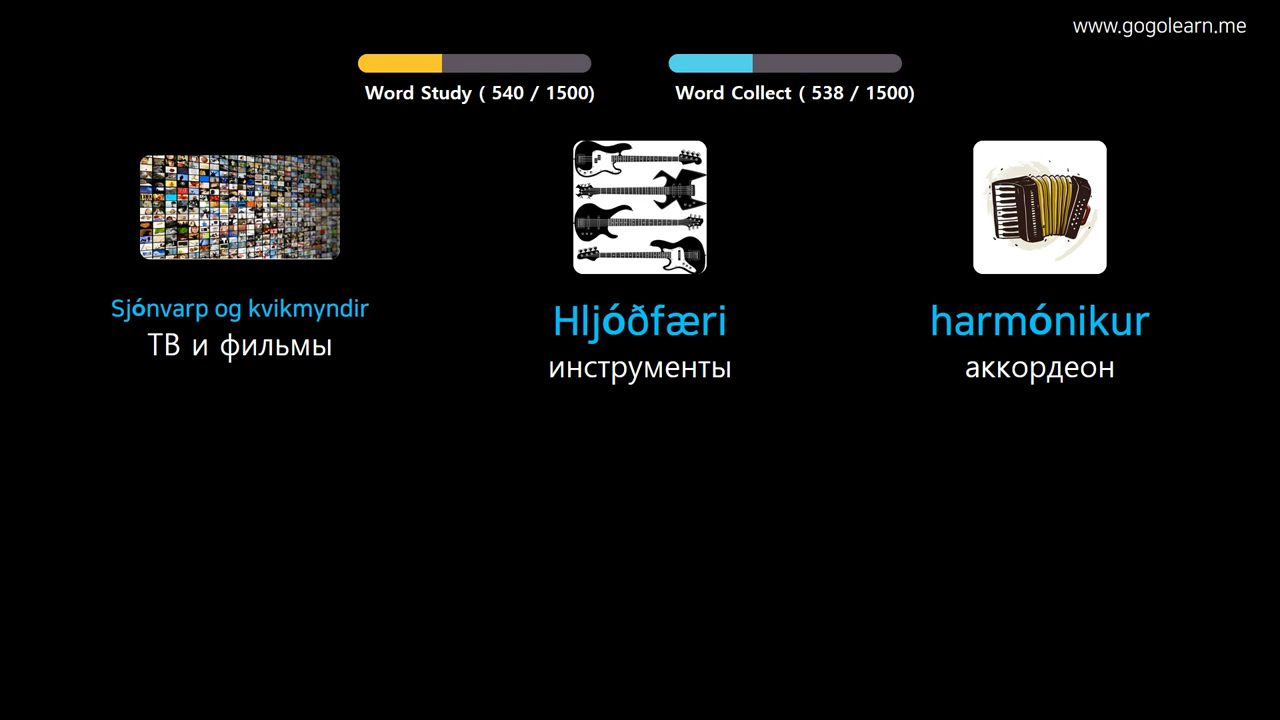 www.gogolearn.me
Word Study ( 540 / 1500)
Word Collect ( 538 / 1500)
Sjónvarp og kvikmyndir
ТВ и фильмы
Hljóðfæri
инструменты
harmónikur
аккордеон